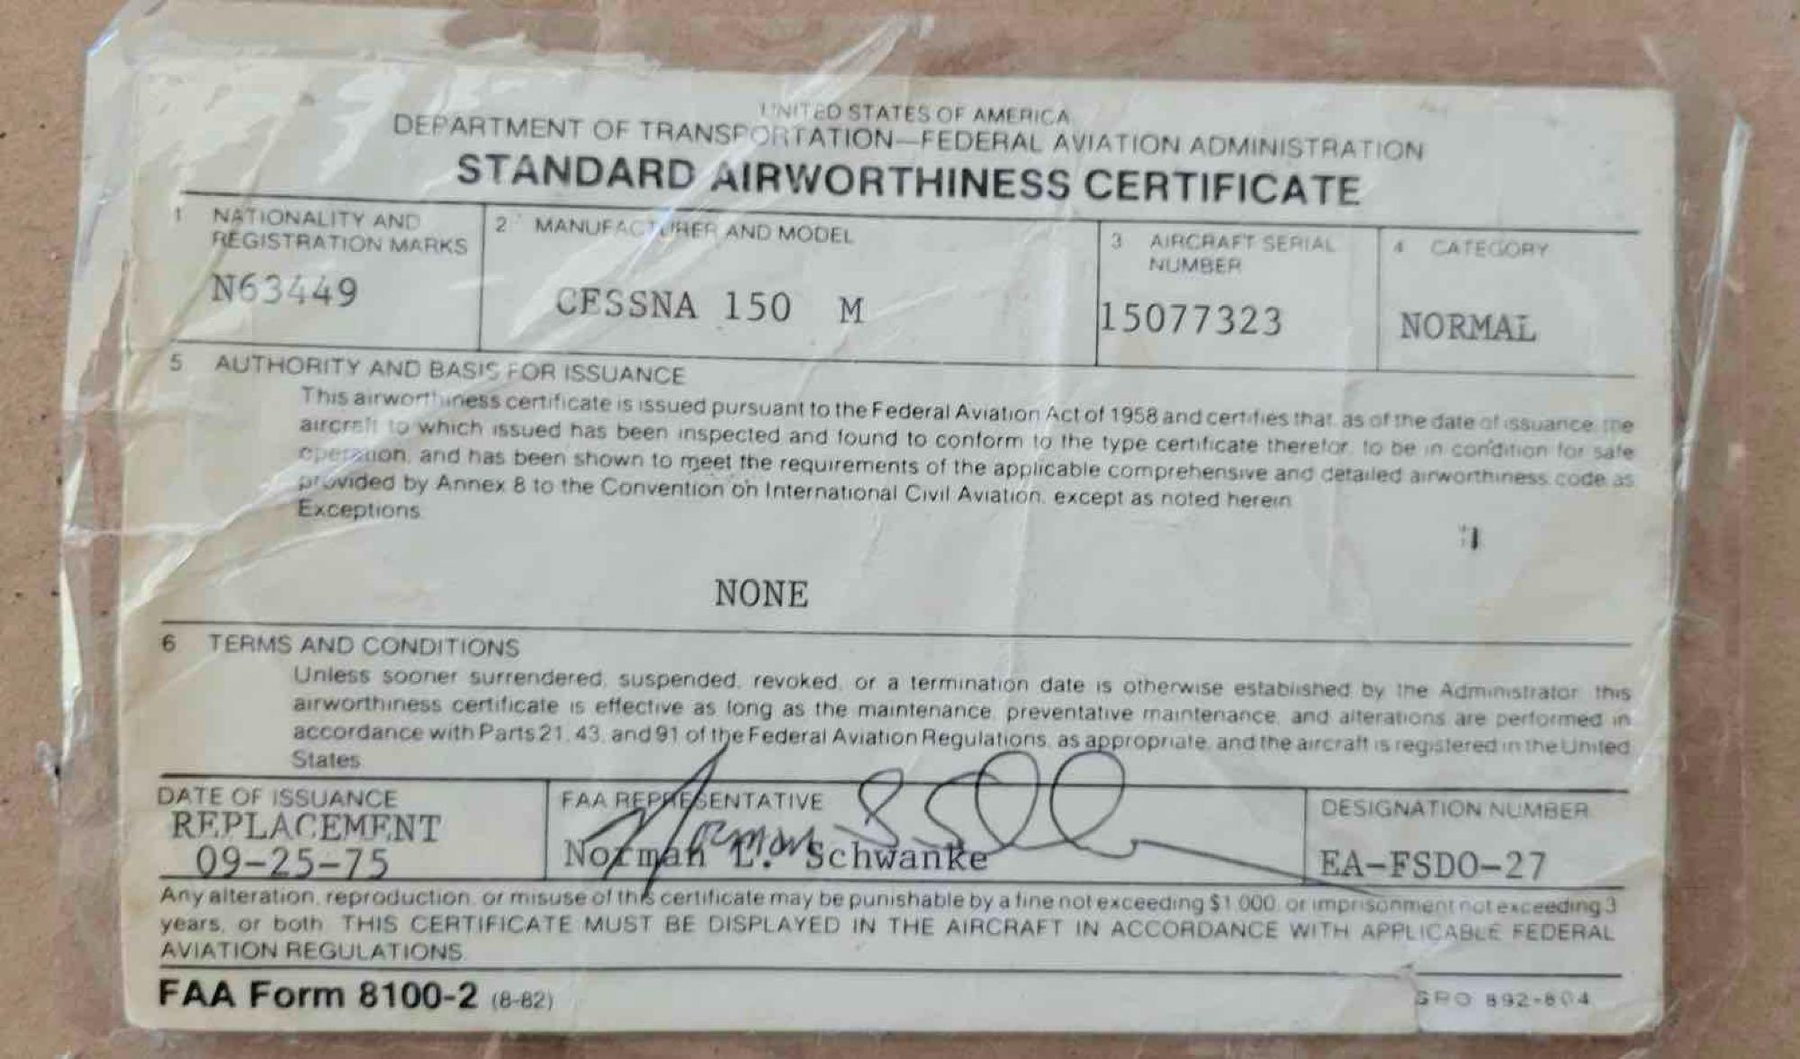 UNITED STATES OF AMERICA
DEPARTMENT OF TRANSPORTATION—FEDERAL AVIATION ADMINISTRATION
STANDARD AIRWORTHINESS CERTIFICATE
1 NATIONALITY AND REGISTRATION MARKS
N63449
2 MANUFACTURER AND MODEL
CESSNA 150 M
3 AIRCRAFT SERIAL NUMBER
15077323
4 CATEGORY
NORMAL
5 AUTHORITY AND BASIS FOR ISSUANCE
This airworthiness certificate is issued pursuant to the Federal Aviation Act of 1958 and certifies that, as of the date of issuance, the
aircraft to which issued has been inspected and found to conform to the type certificate therefor, to be in condition for safe
operation, and has been shown to meet the requirements of the applicable comprehensive and detailed airworthiness code as
provided by Annex 8 to the Convention on International Civil Aviation, except as noted herein
Exceptions
NONE
6 TERMS AND CONDITIONS
Unless sooner surrendered, suspended, revoked, or a termination date is otherwise established by the Administrator, this
airworthiness certificate is effective as long as the maintenance, preventative maintenance, and alterations are performed in
accordance with Parts 21, 43, and 91 of the Federal Aviation Regulations, as appropriate, and the aircraft is registered in the United
States
DATE OF ISSUANCE
REPLACEMENT
09-25-75
FAA REPRESENTATIVE
Norman L. Schwanke
DESIGNATION NUMBER
EA-FSDO-27
Any alteration, reproduction, or misuse of this certificate may be punishable by a fine not exceeding $1,000, or imprisonment not exceeding 3
years, or both THIS CERTIFICATE MUST BE DISPLAYED IN THE AIRCRAFT IN ACCORDANCE WITH APPLICABLE FEDERAL
AVIATION REGULATIONS
FAA Form 8100-2 (8-82)
GPO 892-804